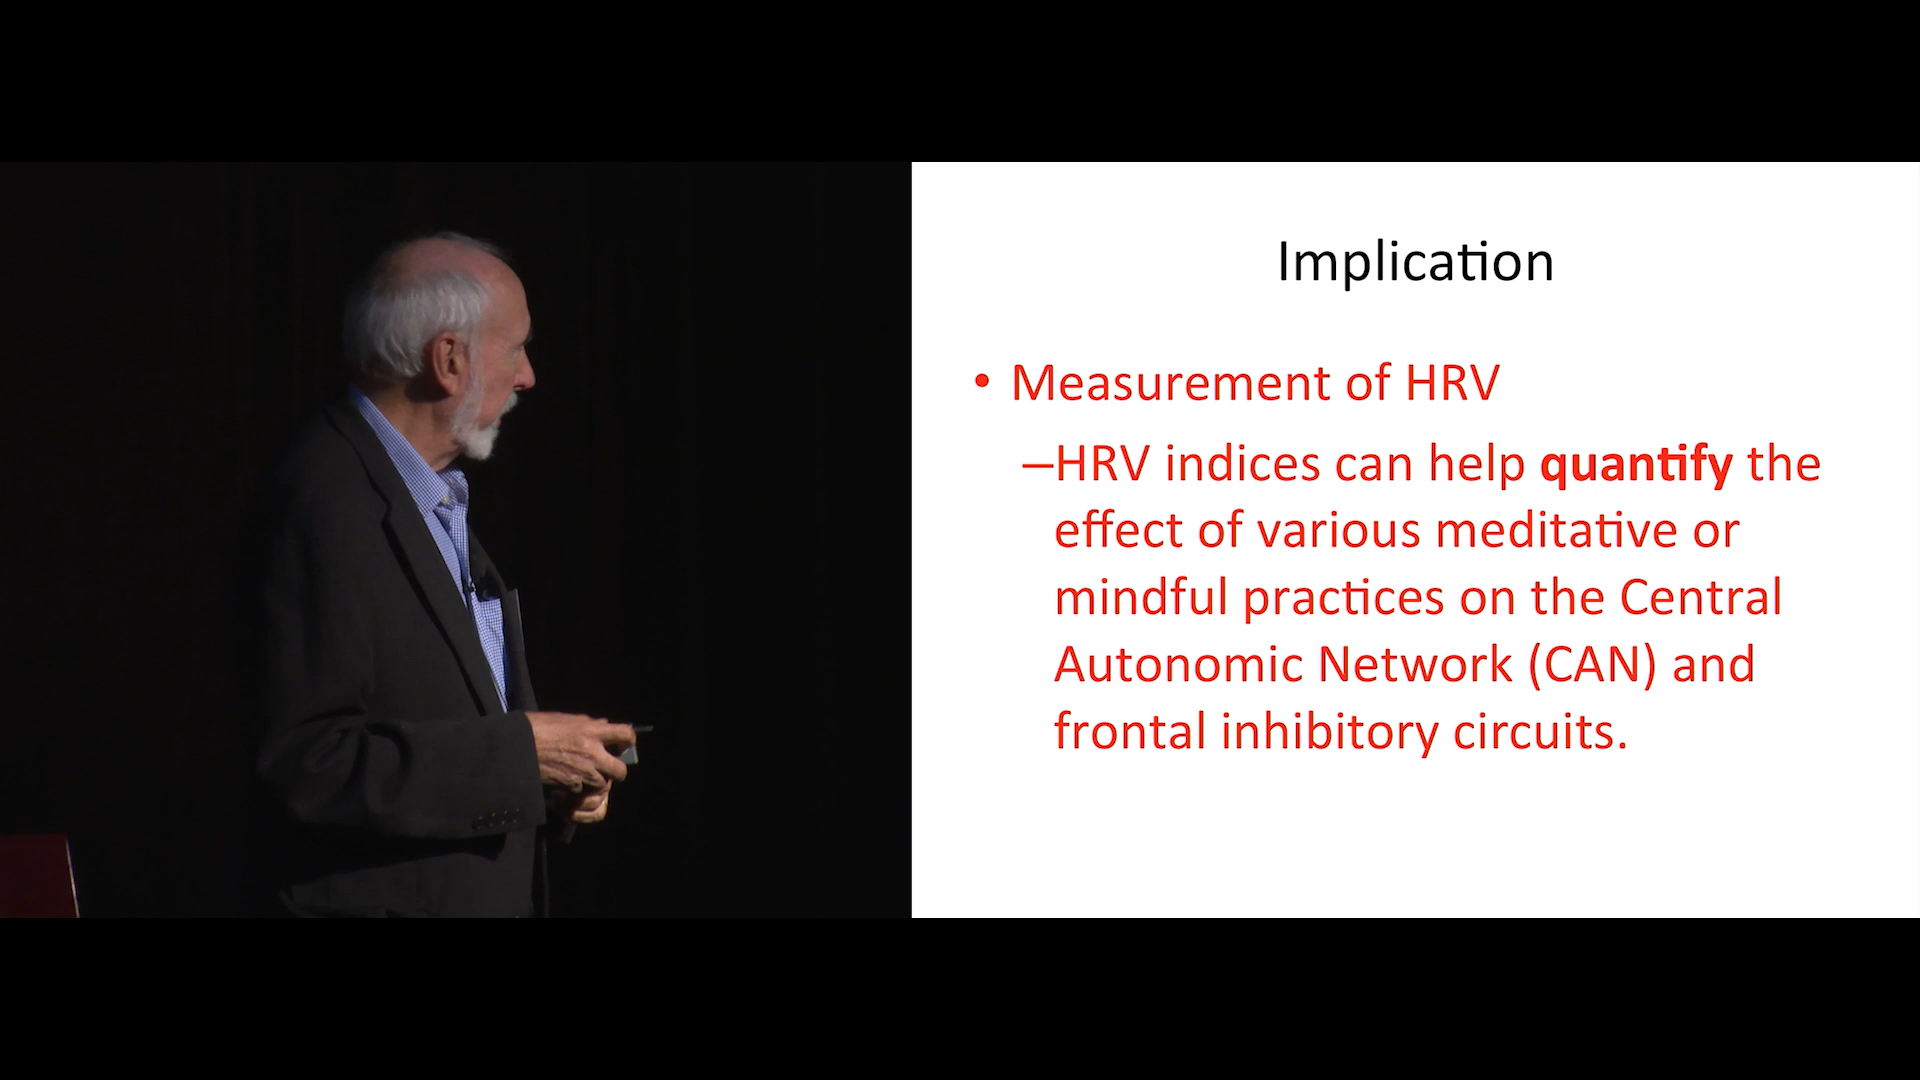 Implication
• Measurement of HRV
–HRV indices can help quantify the
effect of various meditative or
mindful practices on the Central
Autonomic Network (CAN) and
frontal inhibitory circuits.